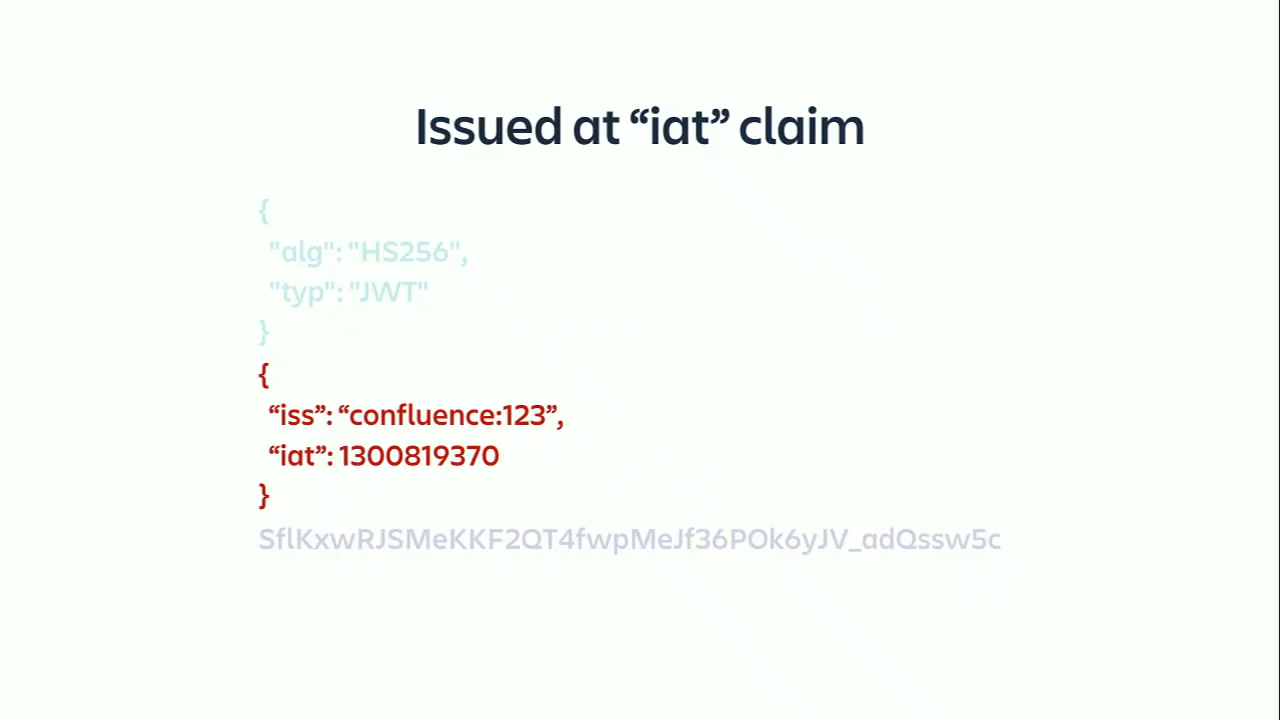 Issued at “iat” claim
{
"alg": "HS256",
"typ": "JWT"
}
{
“iss”: “confluence:123”,
“iat”: 1300819370
}
SflKxwRJSMeKKF2QT4fwpMeJf36POk6yJV_adQssw5c